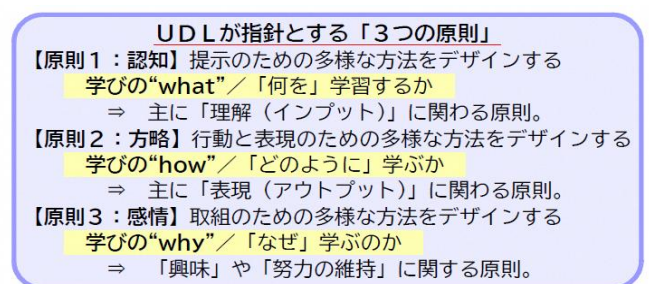 UDLが指針とする「3つの原則」
【原則1:認知】提示のための多様な方法をデザインする
学びの“what”／「何を」学習するか
⇒ 主に「理解(インプット)」に関わる原則。
【原則2:方略】行動と表現のための多様な方法をデザインする
学びの“how”／「どのように」学ぶか
⇒ 主に「表現(アウトプット)」に関わる原則。
【原則3:感情】取組のための多様な方法をデザインする
学びの“why”／「なぜ」学ぶのか
⇒ 「興味」や「努力の維持」に関する原則。